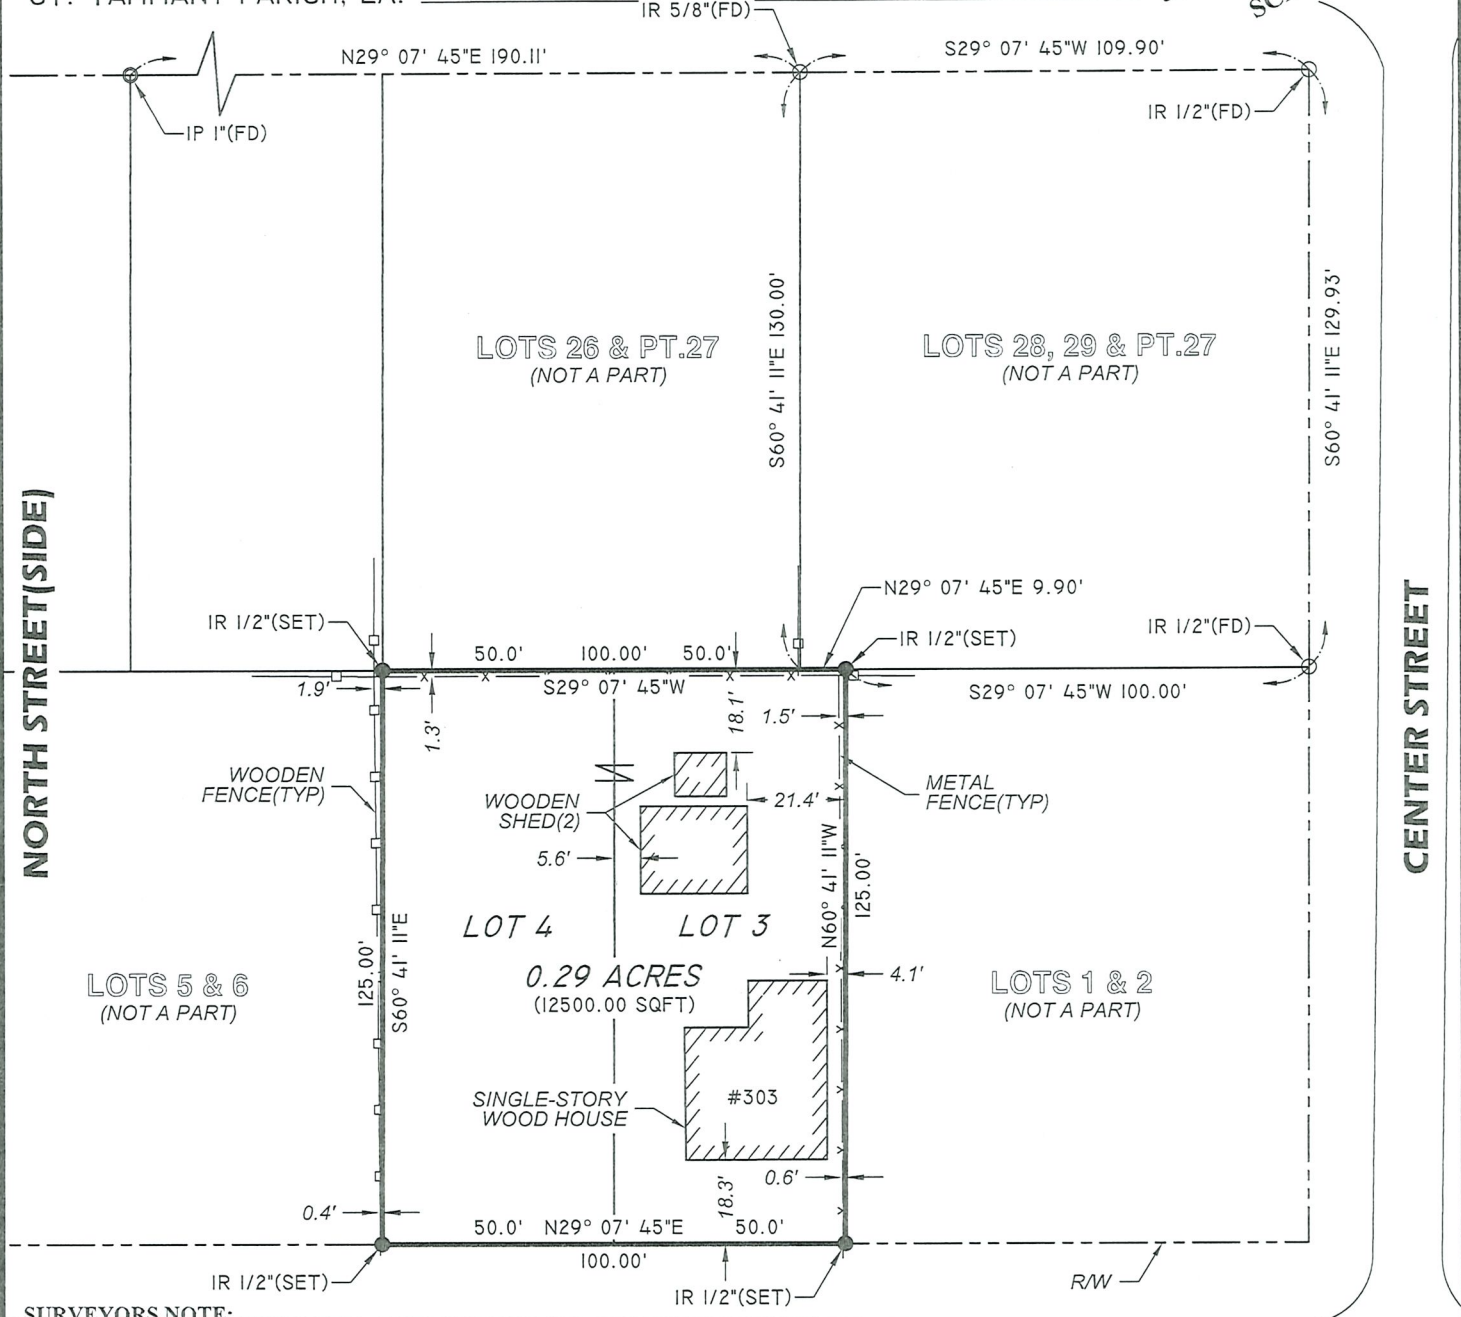 IR 5/8"(FD)
N29° 07' 45"E 190.11'
S29° 07' 45"W 109.90'
IP 1"(FD)
IR 1/2"(FD)
S60° 41' 11"E 130.00'
S60° 41' 11"E 129.93'
LOTS 26 & PT.27
(NOT A PART)
LOTS 28, 29 & PT.27
(NOT A PART)
NORTH STREET(SIDE)
CENTER STREET
N29° 07' 45"E 9.90'
IR 1/2"(SET)
IR 1/2"(SET)
IR 1/2"(FD)
50.0' 100.00' 50.0'
1.9'
S29° 07' 45"W
S29° 07' 45"W 100.00'
1.3'
18.1'
1.5'
WOODEN
FENCE(TYP)
WOODEN
SHED(2)
21.4'
METAL
FENCE(TYP)
5.6'
N60° 41' 11"W
125.00'
LOT 4
LOT 3
125.00'
S60° 41' 11"E
0.29 ACRES
(12500.00 SQFT)
4.1'
LOTS 5 & 6
(NOT A PART)
LOTS 1 & 2
(NOT A PART)
SINGLE-STORY
WOOD HOUSE
#303
0.6'
18.3'
0.4'
50.0' N29° 07' 45"E 50.0'
100.00'
IR 1/2"(SET)
IR 1/2"(SET)
R/W
SURVEYORS NOTE: